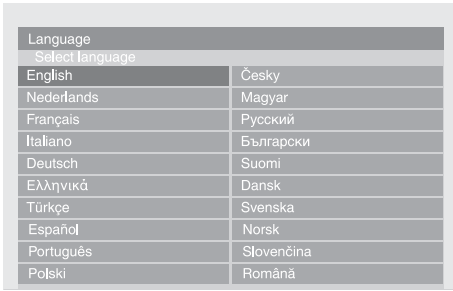 Language
Select language
English
Česky
Nederlands
Magyar
Français
Русский
Italiano
Български
Deutsch
Suomi
Ελληνικά
Dansk
Türkçe
Svenska
Español
Norsk
Português
Slovenčina
Polski
Română